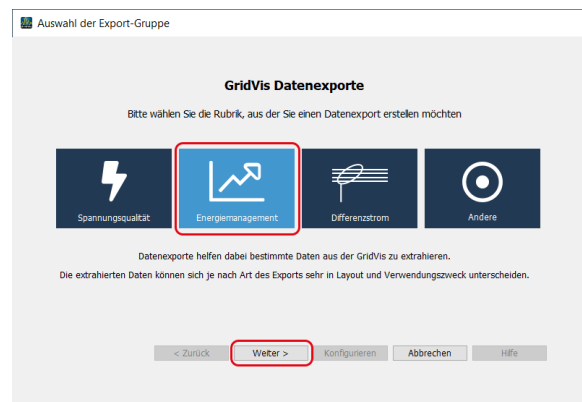 Auswahl der Export-Gruppe
GridVis Datenexporte
Bitte wählen Sie die Rubrik, aus der Sie einen Datenexport erstellen möchten
Spannungsqualität
Energiemanagement
Differenzstrom
Andere
Datenexporte helfen dabei bestimmte Daten aus der GridVis zu extrahieren.
Die extrahierten Daten können sich je nach Art des Exports sehr in Layout und Verwendungszweck unterscheiden.
< Zurück Weiter > Konfigurieren Abbrechen Hilfe